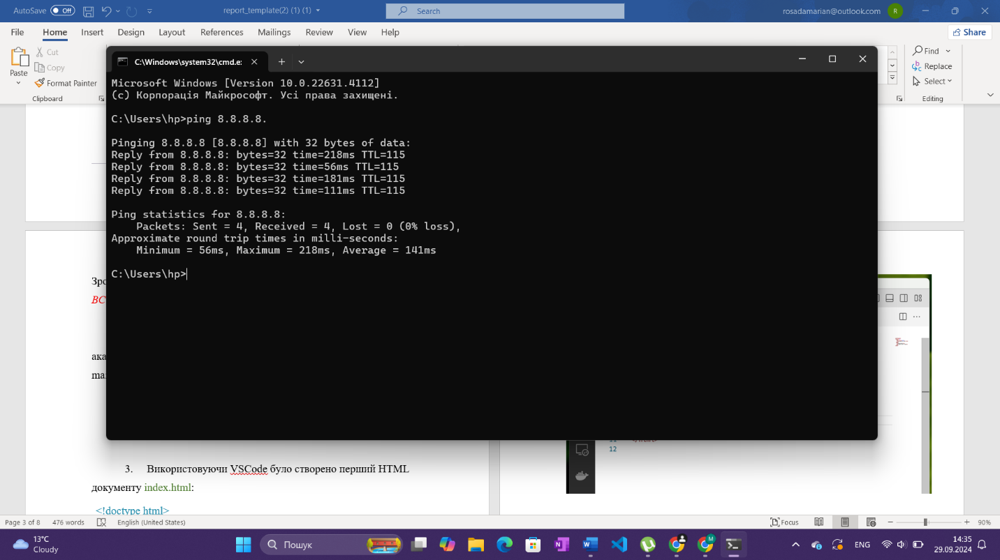 AutoSave Off report_template(2) (1) (1) Search rosadamarian@outlook.com R
File Home Insert Design Layout References Mailings Review View Help Share
Paste
Cut
Copy
Format Painter
Clipboard
Find
Replace
Select
Editing
C:\Windows\system32\cmd.e
Microsoft Windows [Version 10.0.22631.4112]
(c) Корпорація Майкрософт. Усі права захищені.
C:\Users\hp>ping 8.8.8.8.
Pinging 8.8.8.8 [8.8.8.8] with 32 bytes of data:
Reply from 8.8.8.8: bytes=32 time=218ms TTL=115
Reply from 8.8.8.8: bytes=32 time=56ms TTL=115
Reply from 8.8.8.8: bytes=32 time=181ms TTL=115
Reply from 8.8.8.8: bytes=32 time=111ms TTL=115
Ping statistics for 8.8.8.8:
Packets: Sent = 4, Received = 4, Lost = 0 (0% loss),
Approximate round trip times in milli-seconds:
Minimum = 56ms, Maximum = 218ms, Average = 141ms
C:\Users\hp>
12
3. Використовуючи VSCode було створено перший HTML
документу index.html:
<!doctype html>
Page 3 of 8 476 words English (United States) Focus 90%
13°C
Cloudy
Пошук
M
ENG
14:35
29.09.2024